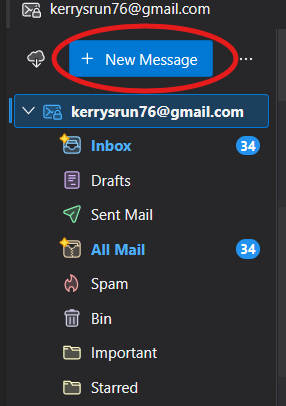 kerrysrun76@gmail.com
+ New Message ...
kerrysrun76@gmail.com
Inbox 34
Drafts
Sent Mail
All Mail 34
Spam
Bin
Important
Starred